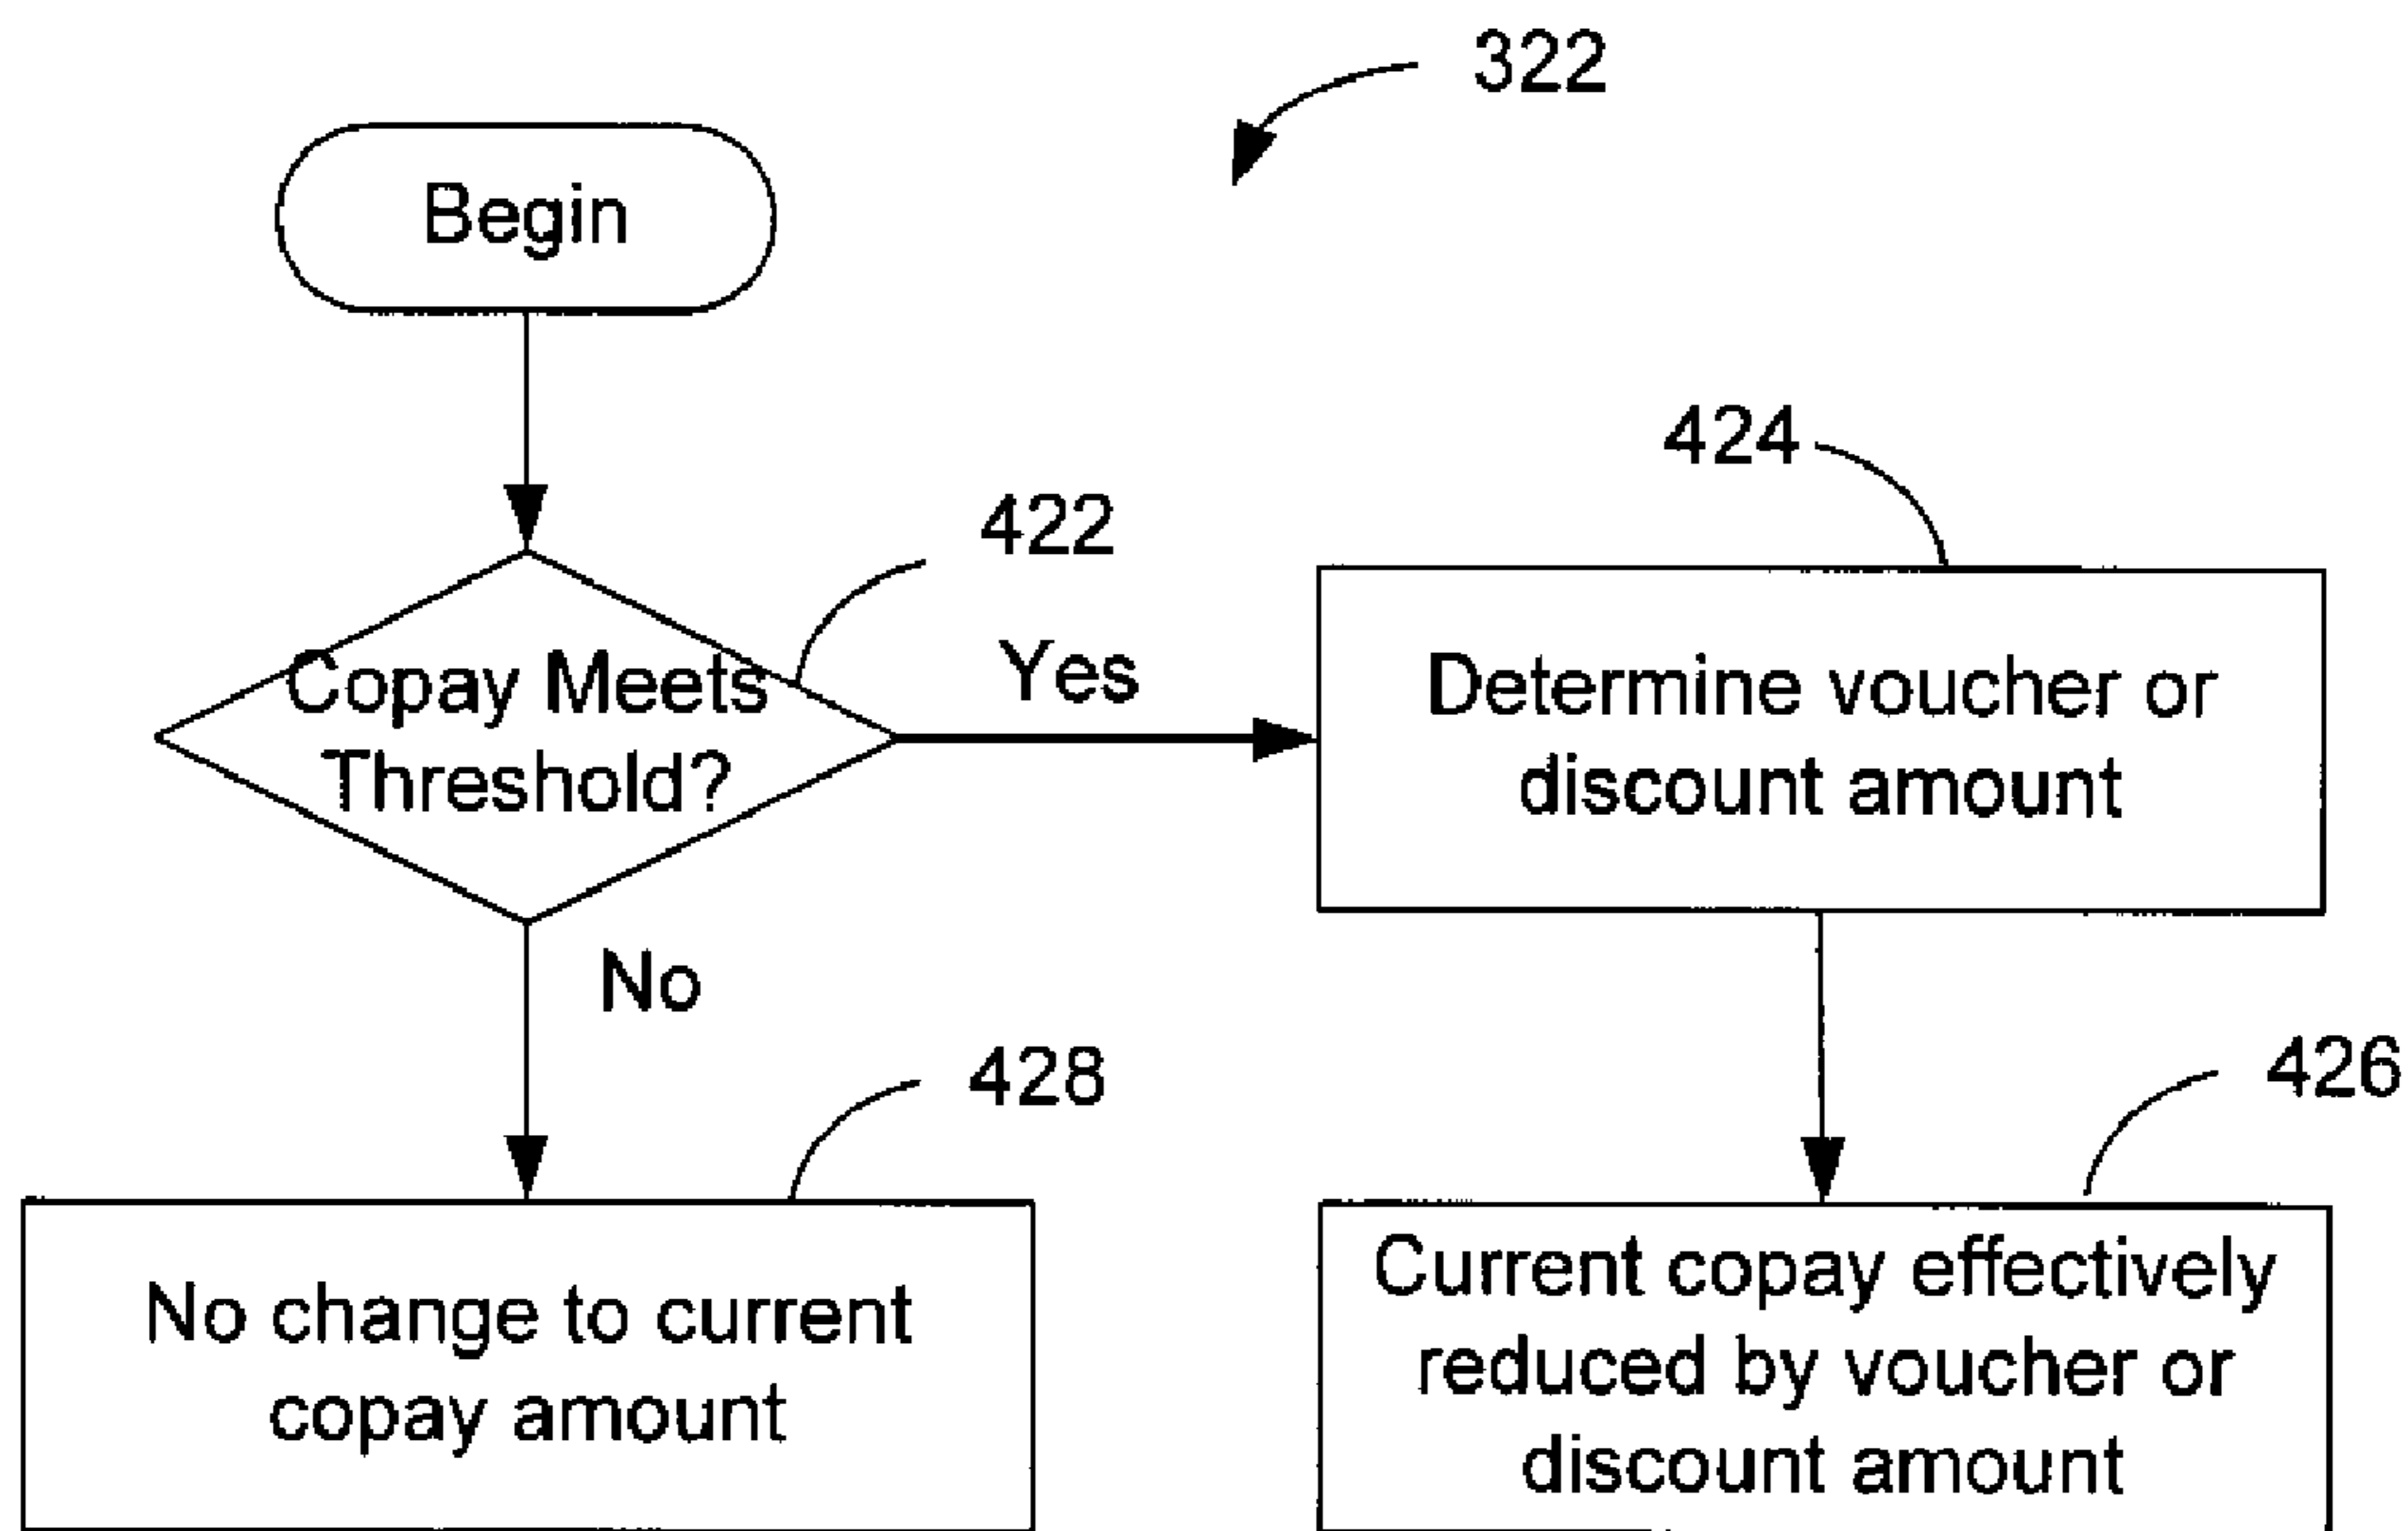 322
Begin
424
422
Copay Meets
Threshold?
Yes
Determine voucher or
discount amount
No
428
426
No change to current
copay amount
Current copay effectively
reduced by voucher or
discount amount